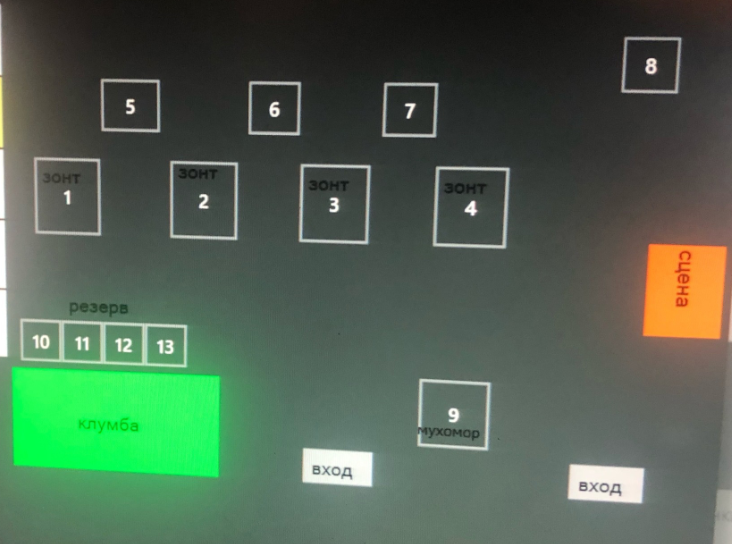 8
5
6
7
зонт
1
зонт
2
зонт
3
зонт
4
сцена
резерв
10
11
12
13
9
мухомор
клумба
вход
вход